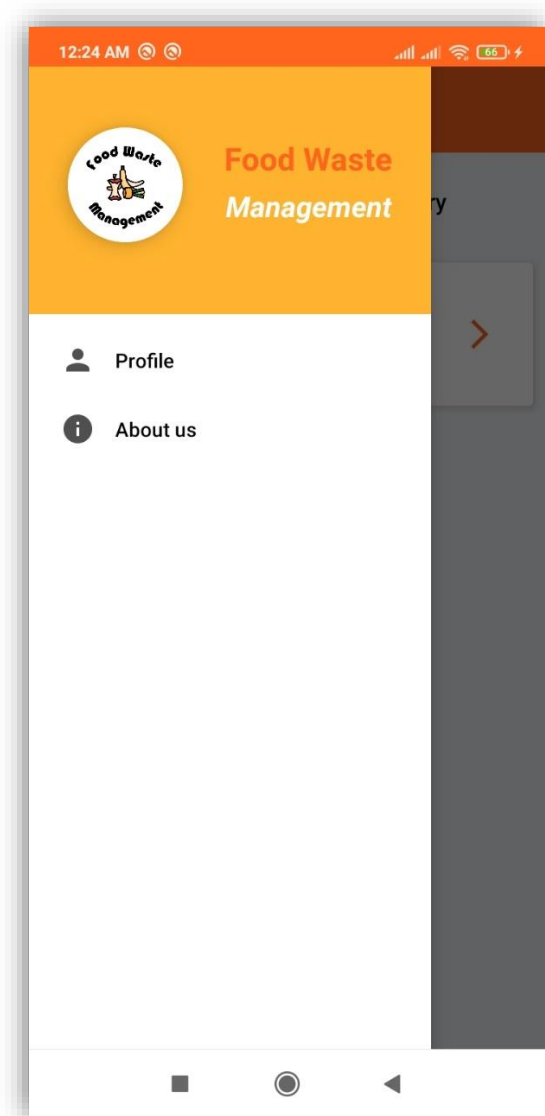 12:24 AM
66
Food Waste
Management
Food Waste
Management
ry
Profile
About us